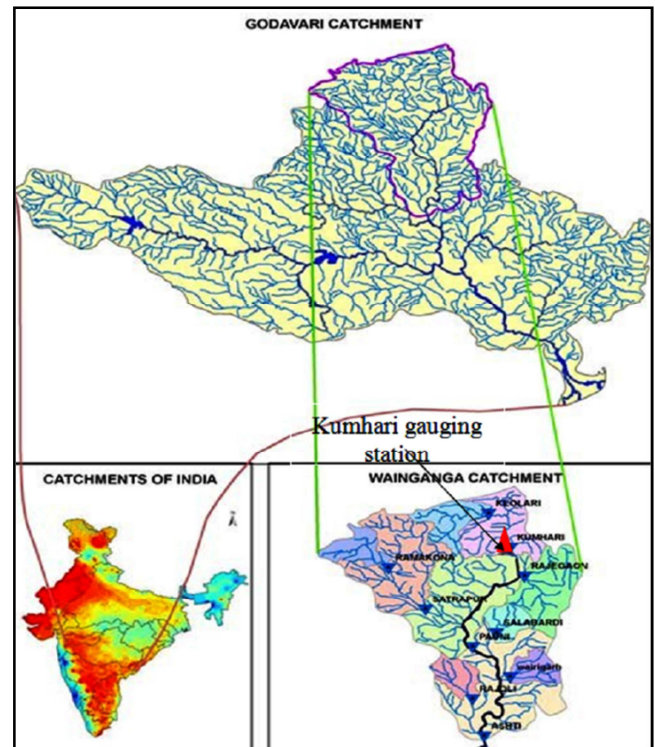 GODAVARI CATCHMENT
Kumhari gauging
station
CATCHMENTS OF INDIA
WAINGANGA CATCHMENT
KEOLARI
KUMHARI
RAMAKONA
RAJEGAON
SATRAPUR
SALABARDI
PAUNI
wairigarh
RAJOLI
ASHTI